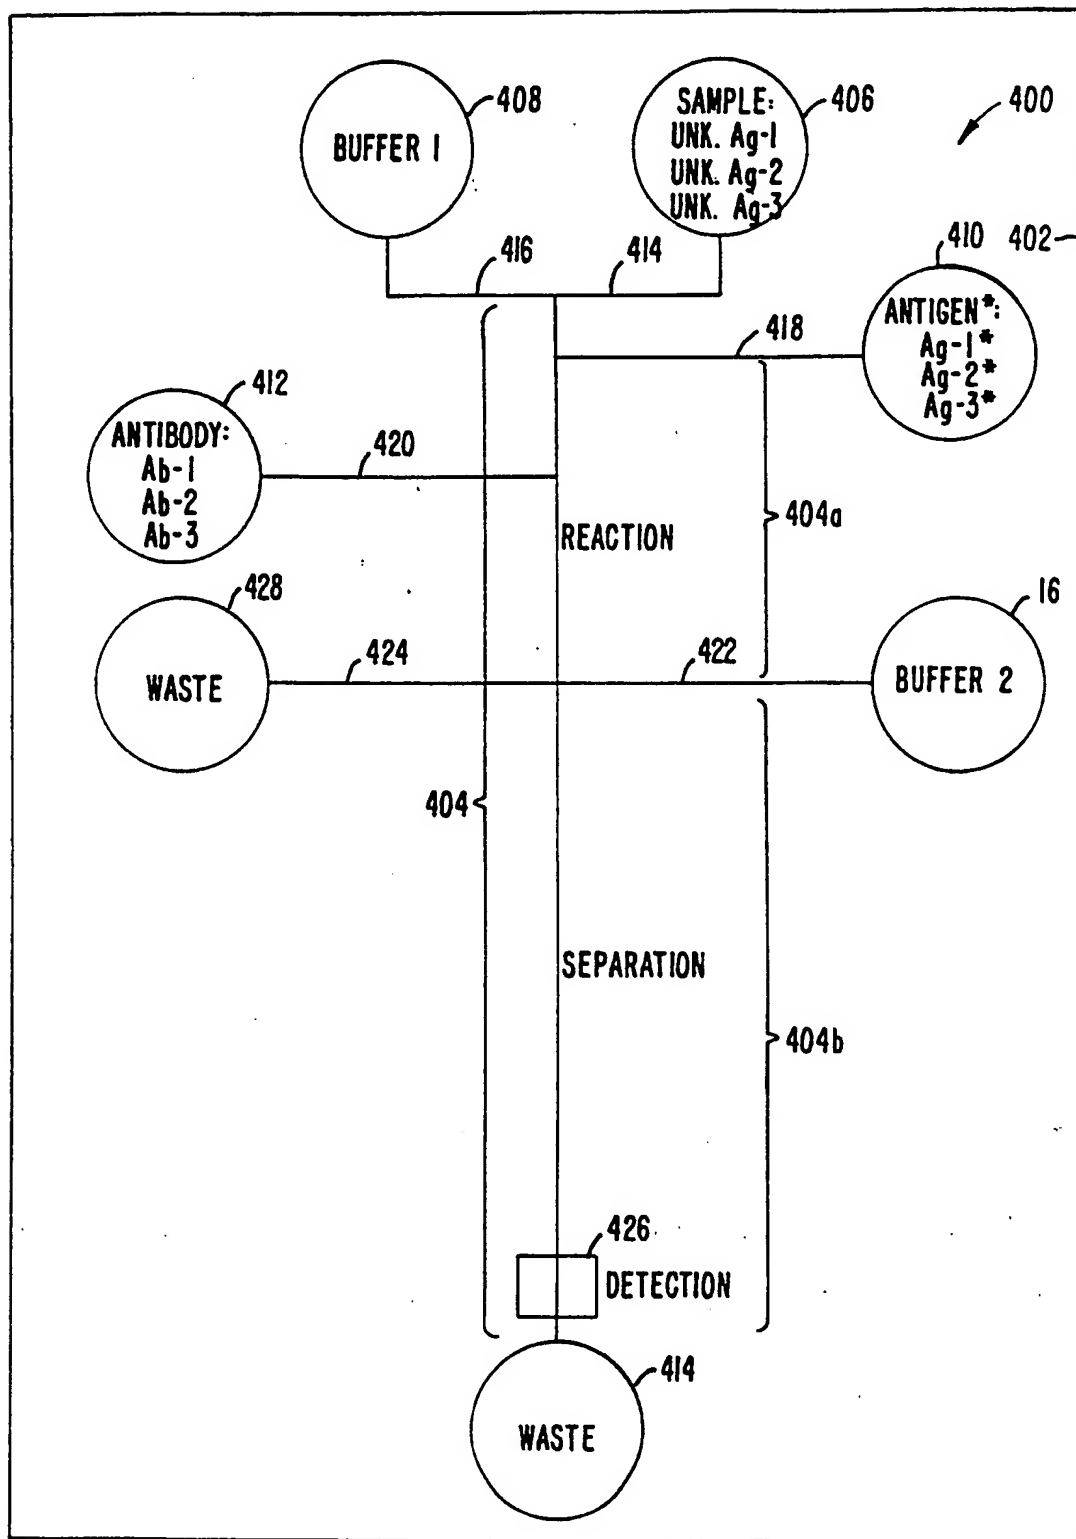 408
BUFFER 1
SAMPLE:
UNK. Ag-1
UNK. Ag-2
UNK. Ag-3
406
400
416
414
410
402
ANTIGEN*:
Ag-1*
Ag-2*
Ag-3*
418
412
ANTIBODY:
Ab-1
Ab-2
Ab-3
420
REACTION
404a
428
WASTE
424
422
16
BUFFER 2
404
SEPARATION
404b
426
DETECTION
414
WASTE